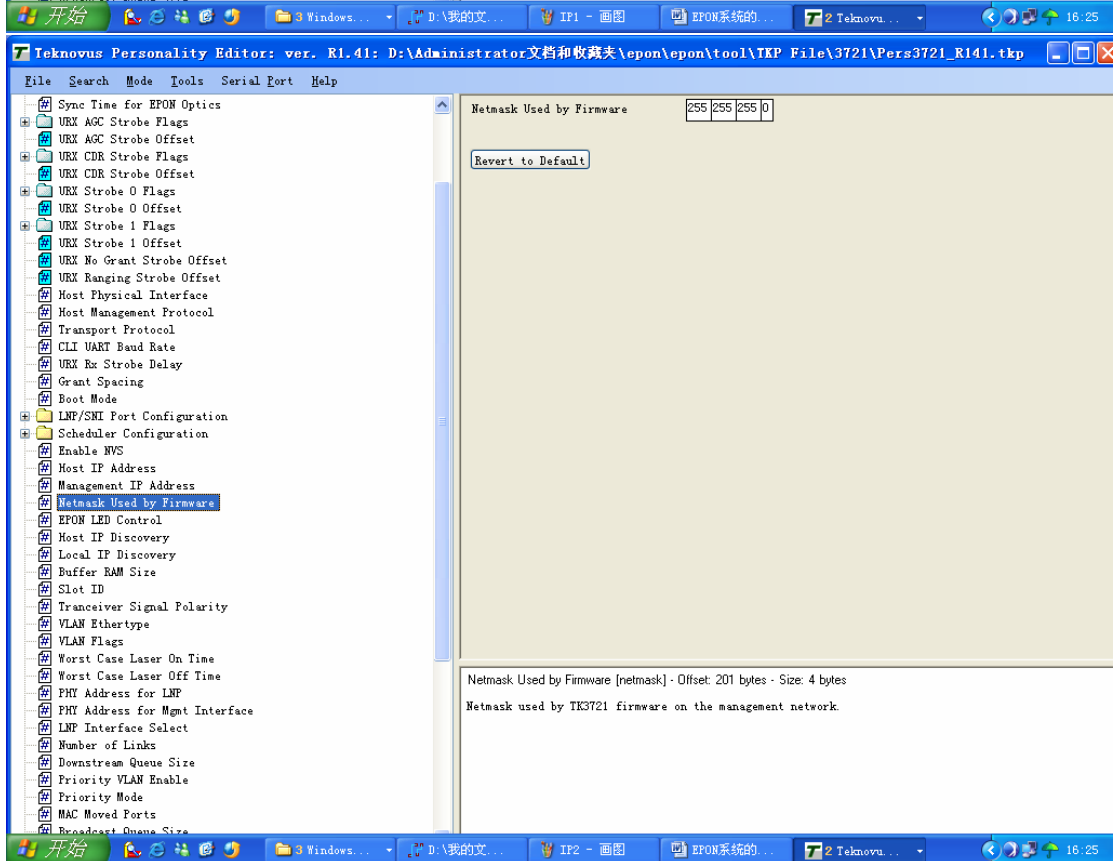 开始
3 Windows...
D:\我的文...
IP1 - 画图
EPON系统的...
2 Teknovu...
16:25
Teknovus Personality Editor: ver. R1.41: D:\Administrator文档和收藏夹\epon\epon\tool\TKP File\3721\Pers3721_R141.tkp
File Search Mode Tools Serial Port Help
Sync Time for EPON Optics
URX AGC Strobe Flags
URX AGC Strobe Offset
URX CDR Strobe Flags
URX CDR Strobe Offset
URX Strobe 0 Flags
URX Strobe 0 Offset
URX Strobe 1 Flags
URX Strobe 1 Offset
URX No Grant Strobe Offset
URX Ranging Strobe Offset
Host Physical Interface
Host Management Protocol
Transport Protocol
CLI UART Baud Rate
URX Rx Strobe Delay
Grant Spacing
Boot Mode
LNP/SNI Port Configuration
Scheduler Configuration
Enable NVS
Host IP Address
Management IP Address
Netmask Used by Firmware
EPON LED Control
Host IP Discovery
Local IP Discovery
Buffer RAM Size
Slot ID
Tranceiver Signal Polarity
VLAN Ethertype
VLAN Flags
Worst Case Laser On Time
Worst Case Laser Off Time
PHY Address for LNP
PHY Address for Mgmt Interface
LNP Interface Select
Number of Links
Downstream Queue Size
Priority VLAN Enable
Priority Mode
MAC Moved Ports
Broadcast Queue Size
Netmask Used by Firmware 255 255 255 0
Revert to Default
Netmask Used by Firmware [netmask] - Offset: 201 bytes - Size: 4 bytes
Netmask used by TK3721 firmware on the management network.
开始
3 Windows...
D:\我的文...
IP2 - 画图
EPON系统的...
2 Teknovu...
16:25